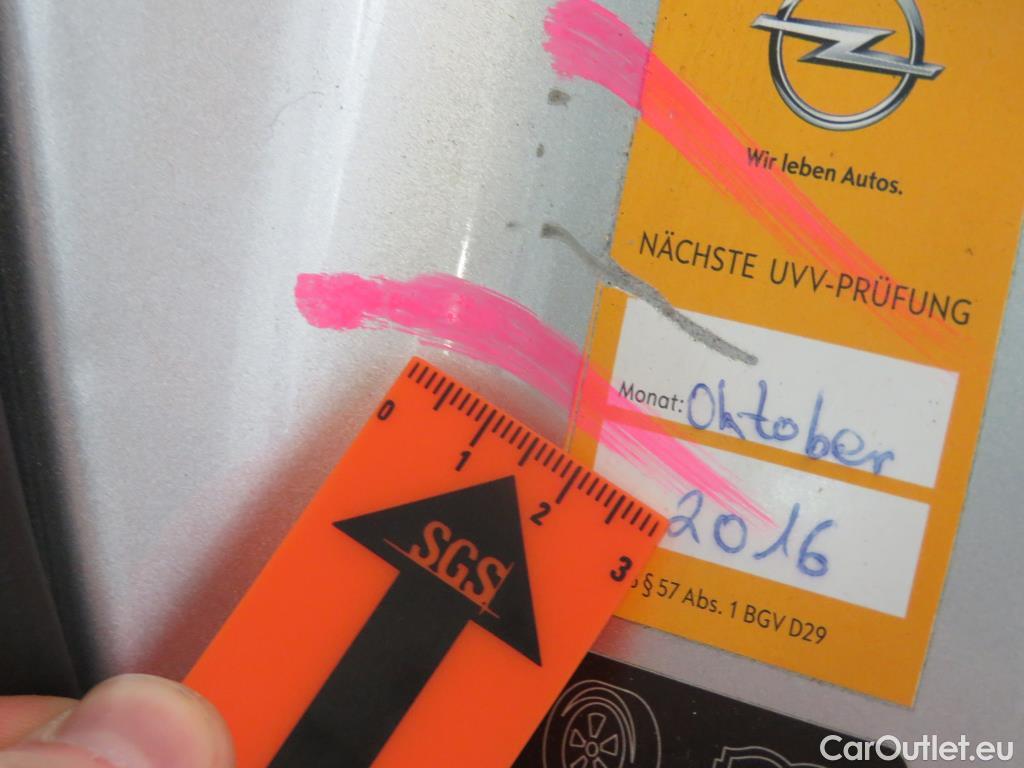 Wir leben Autos.
NÄCHSTE UVV-PRÜFUNG
Monat: Oktober
2016
§ 57 Abs. 1 BGV D29
0
1
2
3
SGS
CarOutlet.eu